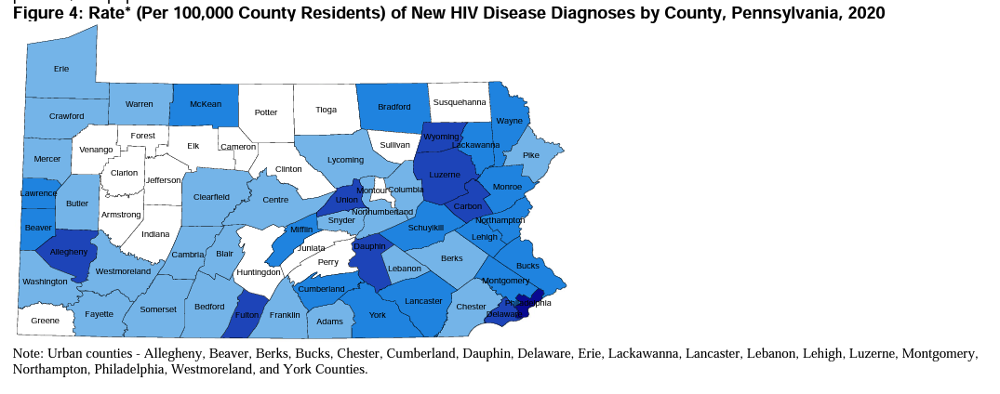 Figure 4: Rate* (Per 100,000 County Residents) of New HIV Disease Diagnoses by County, Pennsylvania, 2020
Erie
Warren
McKean
Potter
Tioga
Bradford
Susquehanna
Crawford
Wayne
Forest
Wyoming
Lackawanna
Venango
Elk
Cameron
Sullivan
Pike
Mercer
Lycoming
Clarion
Jefferson
Clinton
Luzerne
Monroe
Lawrence
Butler
Clearfield
Centre
Union
Montour
Columbia
Carbon
Armstrong
Northumberland
Snyder
Northampton
Beaver
Indiana
Mifflin
Schuylkill
Lehigh
Allegheny
Cambria
Blair
Juniata
Dauphin
Berks
Perry
Bucks
Washington
Westmoreland
Huntingdon
Lebanon
Montgomery
Cumberland
Lancaster
Philadelphia
Greene
Fayette
Somerset
Bedford
Fulton
Franklin
Adams
York
Chester
Delaware
Note: Urban counties - Allegheny, Beaver, Berks, Bucks, Chester, Cumberland, Dauphin, Delaware, Erie, Lackawanna, Lancaster, Lebanon, Lehigh, Luzerne, Montgomery,
Northampton, Philadelphia, Westmoreland, and York Counties.